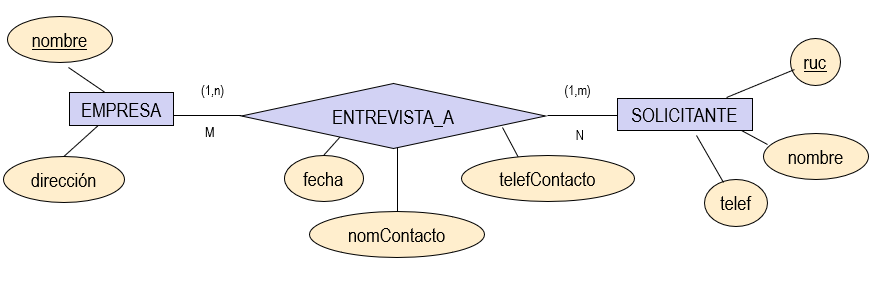 nombre
EMPRESA
dirección
(1,n)
M
ENTREVISTA_A
fecha
nomContacto
telefContacto
(1,m)
N
SOLICITANTE
ruc
nombre
telef